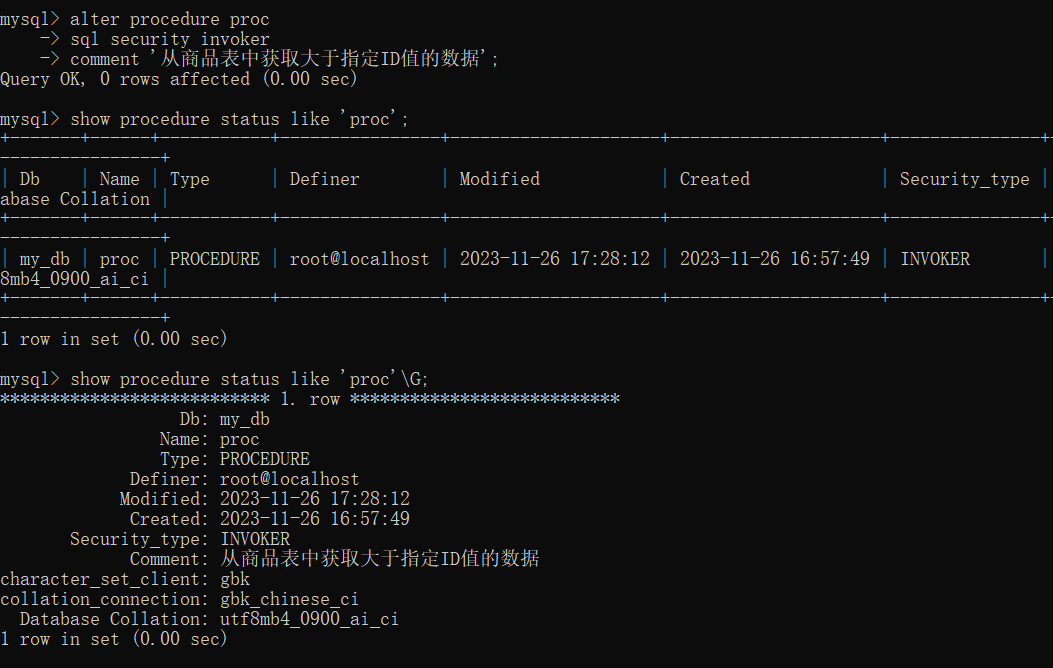 mysql> alter procedure proc
    -> sql security invoker
    -> comment '从商品表中获取大于指定ID值的数据';
Query OK, 0 rows affected (0.00 sec)

mysql> show procedure status like 'proc';
+-------+------+-----------+----------------+---------------------+---------------------+---------------+-
----------------+
| Db    | Name | Type      | Definer        | Modified            | Created             | Security_type |
abase Collation |
+-------+------+-----------+----------------+---------------------+---------------------+---------------+-
----------------+
| my_db | proc | PROCEDURE | root@localhost | 2023-11-26 17:28:12 | 2023-11-26 16:57:49 | INVOKER       |
8mb4_0900_ai_ci |
+-------+------+-----------+----------------+---------------------+---------------------+---------------+-
----------------+
1 row in set (0.00 sec)

mysql> show procedure status like 'proc'\G;
*************************** 1. row ***************************
                  Db: my_db
                Name: proc
                Type: PROCEDURE
             Definer: root@localhost
            Modified: 2023-11-26 17:28:12
             Created: 2023-11-26 16:57:49
       Security_type: INVOKER
             Comment: 从商品表中获取大于指定ID值的数据
character_set_client: gbk
collation_connection: gbk_chinese_ci
  Database Collation: utf8mb4_0900_ai_ci
1 row in set (0.00 sec)